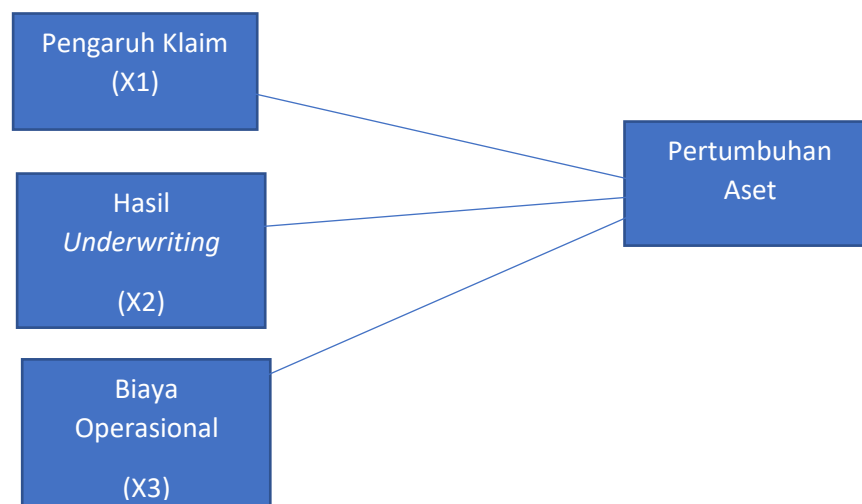 Pengaruh Klaim
(X1)
Hasil
Underwriting
(X2)
Biaya
Operasional
(X3)
Pertumbuhan
Aset